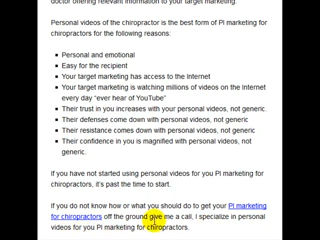 doctor offering relevant information to your target marketing.
Personal videos of the chiropractor is the best form of PI marketing for
chiropractors for the following reasons:
Personal and emotional
Easy for the recipient
Your target marketing has access to the Internet
Your target marketing is watching millions of videos on the Internet
every day "ever hear of YouTube"
Their trust in you increases with your personal videos, not generic.
Their defenses come down with personal videos, not generic.
Their resistance comes down with personal videos, not generic
Their confidence in you is magnified with personal videos, not
generic.
If you have not started using personal videos for you PI marketing for
chiropractors, it's past the time to start.
If you do not know how or what you should do to get your PI marketing
for chiropractors off the ground give me a call, I specialize in personal
videos for you PI marketing for chiropractors.